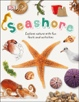 Seashore
Explore nature with fun
facts and activities